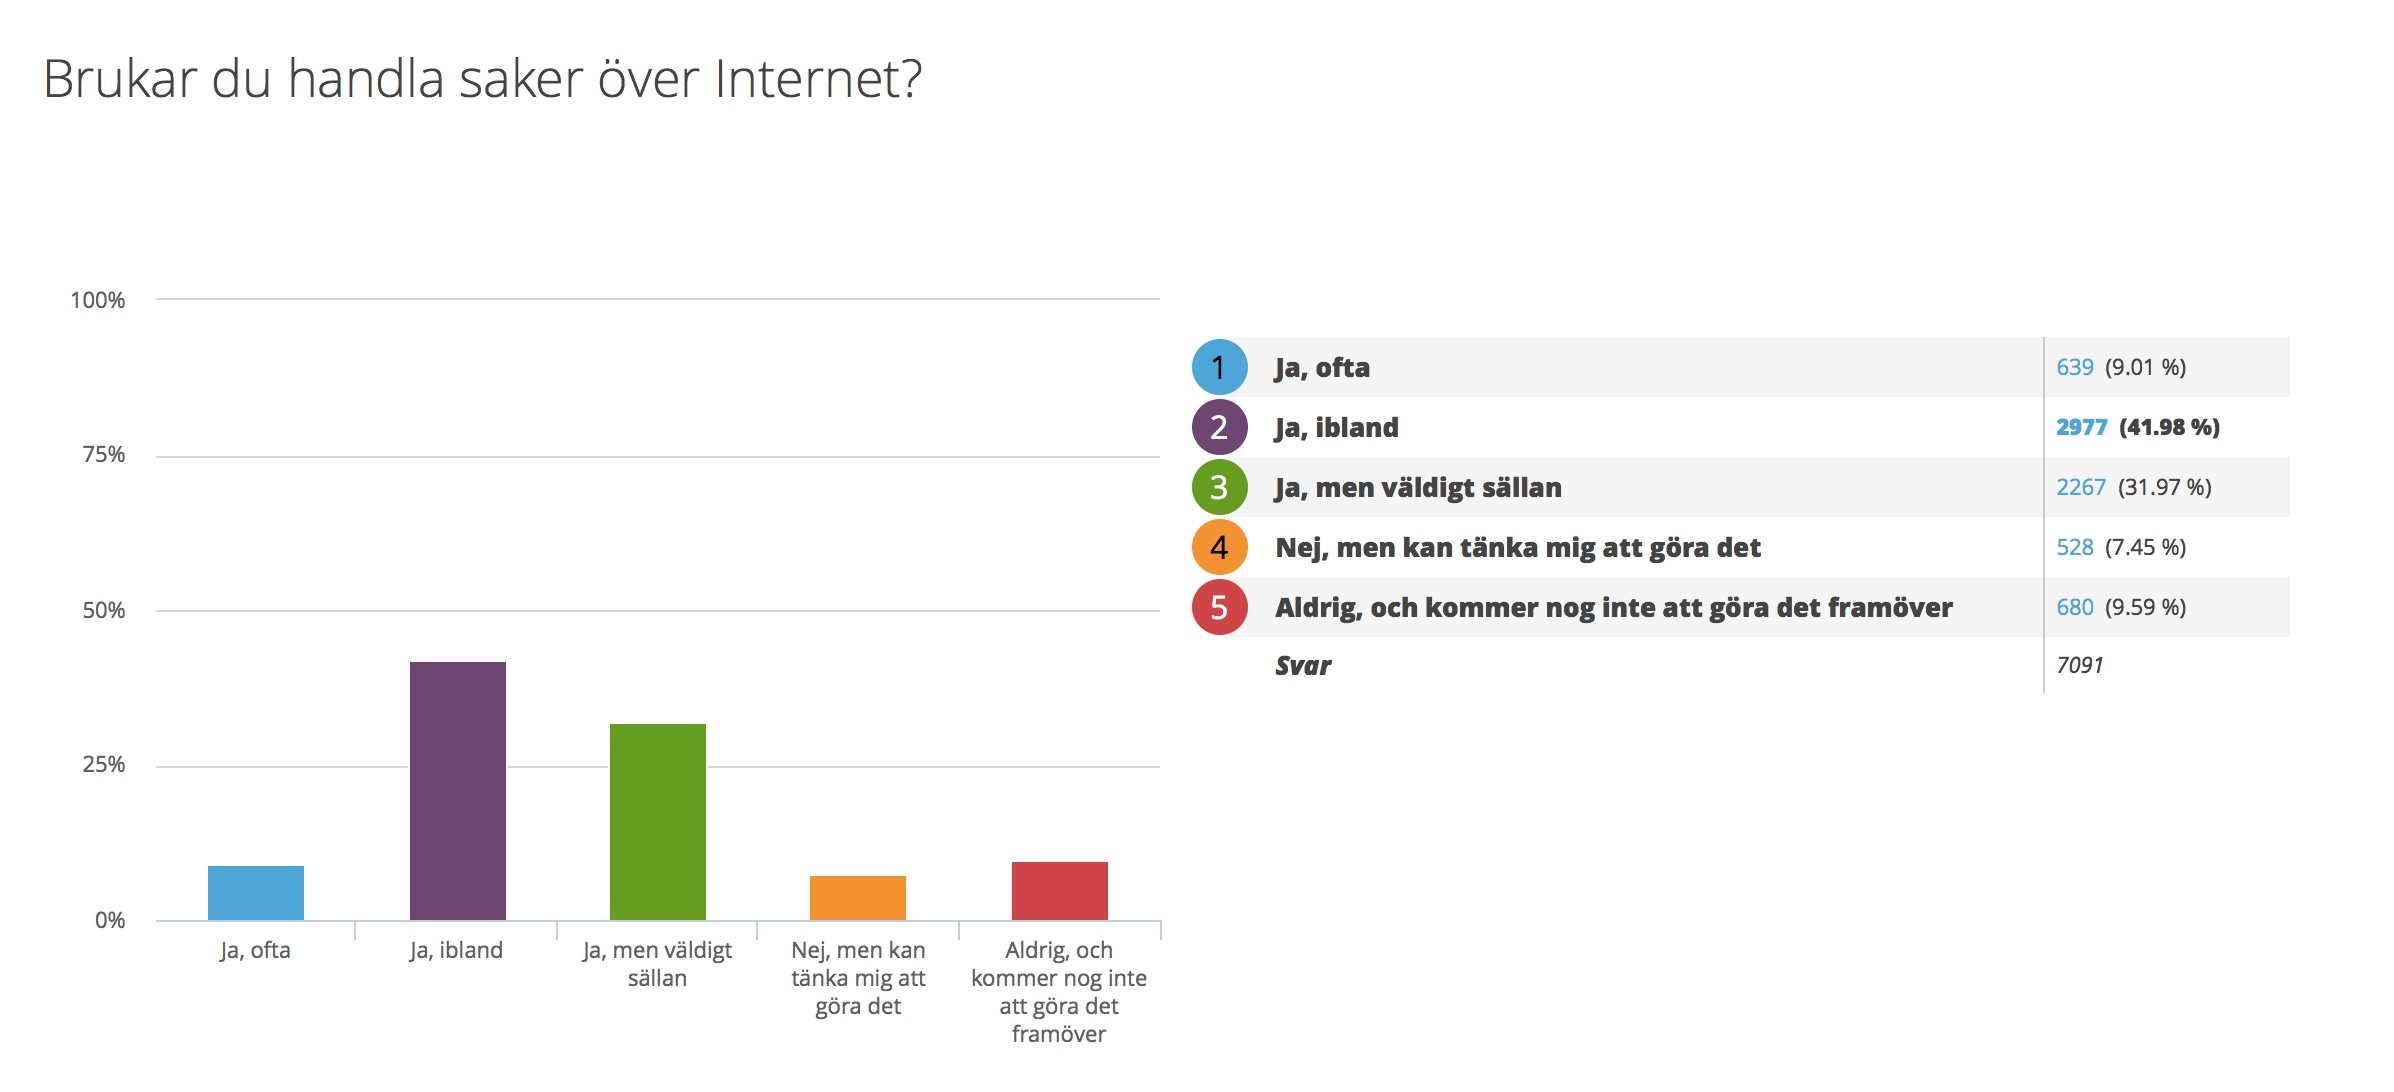 Brukar du handla saker över Internet?
100%
75%
50%
25%
0%
Ja, ofta
Ja, ibland
Ja, men väldigt
sällan
Nej, men kan
tänka mig att
göra det
Aldrig, och
kommer nog inte
att göra det
framöver
1 Ja, ofta 639 (9.01 %)
2 Ja, ibland 2977 (41.98 %)
3 Ja, men väldigt sällan 2267 (31.97 %)
4 Nej, men kan tänka mig att göra det 528 (7.45 %)
5 Aldrig, och kommer nog inte att göra det framöver 680 (9.59 %)
Svar 7091